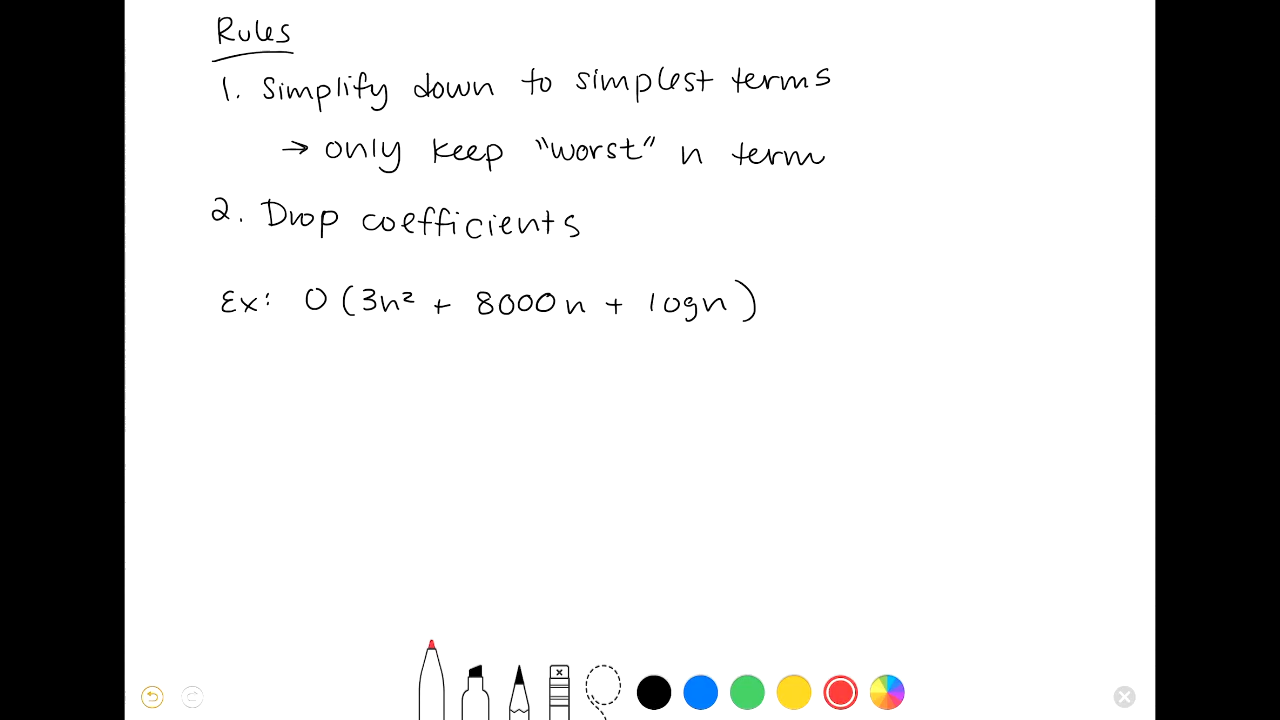 Rules
1. Simplify down to simplest terms
→ only keep "worst" n term
2. Drop coefficients
Ex: O (3n² + 8000n + logn)